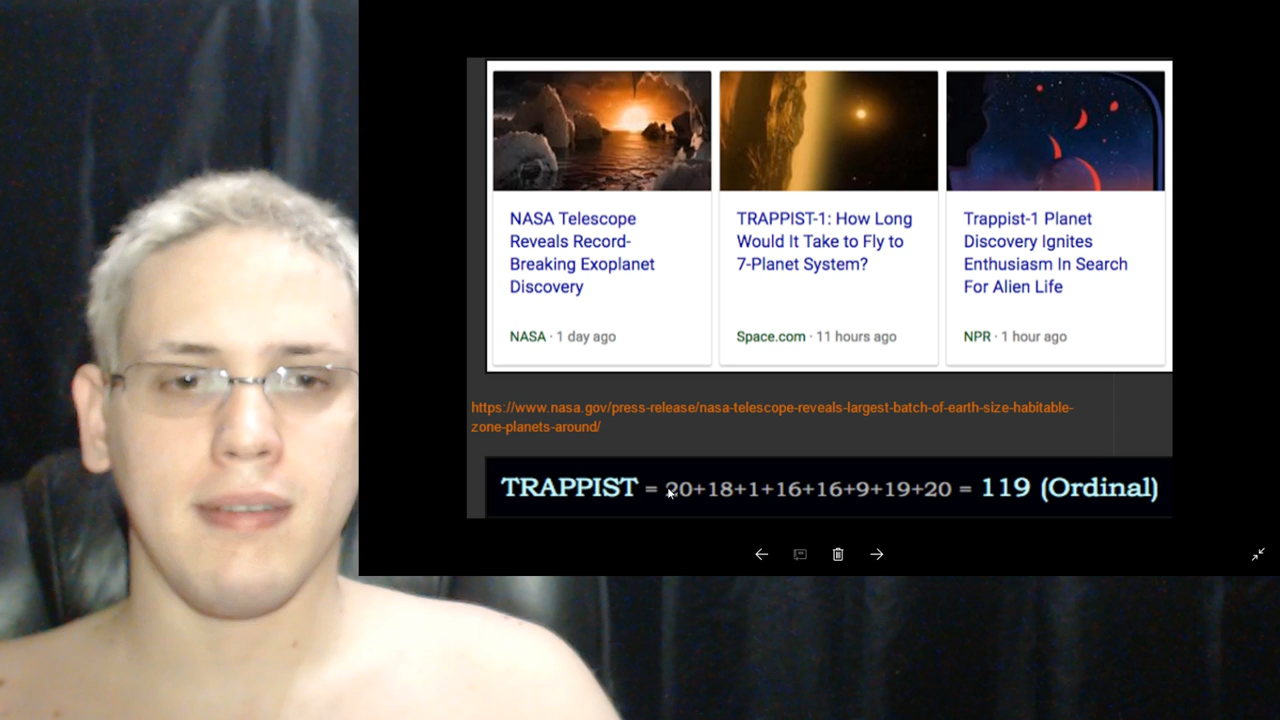 NASA Telescope
Reveals Record-
Breaking Exoplanet
Discovery
NASA · 1 day ago
TRAPPIST-1: How Long
Would It Take to Fly to
7-Planet System?
Space.com · 11 hours ago
Trappist-1 Planet
Discovery Ignites
Enthusiasm In Search
For Alien Life
NPR · 1 hour ago
https://www.nasa.gov/press-release/nasa-telescope-reveals-largest-batch-of-earth-size-habitable-
zone-planets-around/
TRAPPIST = 20+18+1+16+16+9+19+20 = 119 (Ordinal)